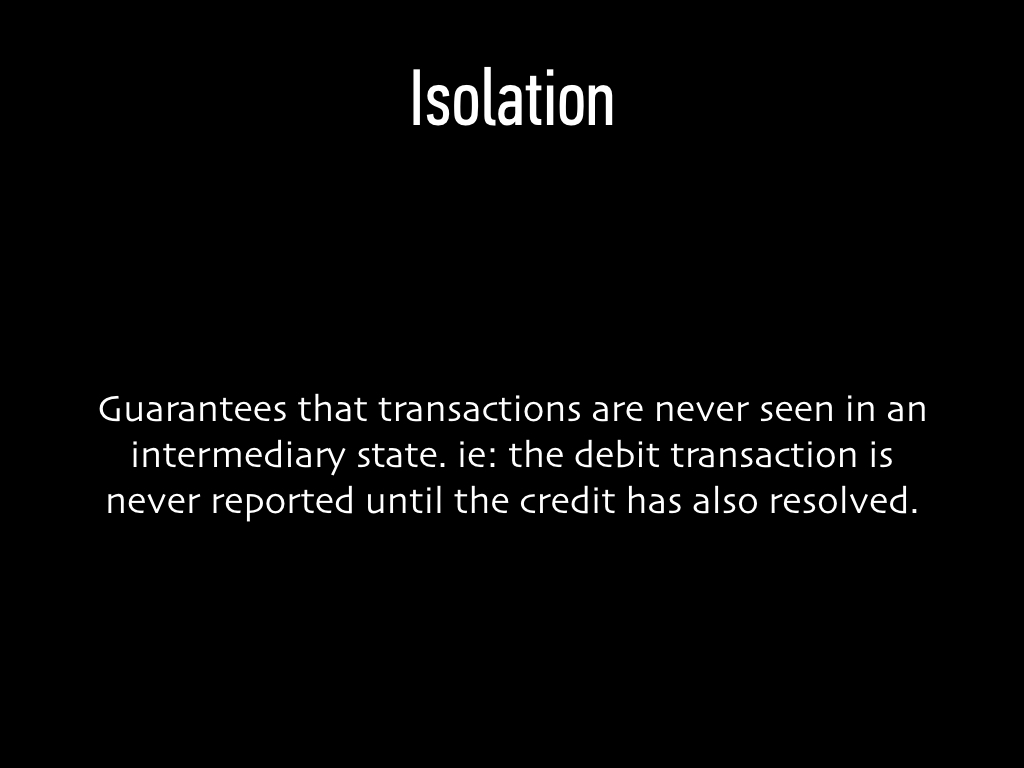 Isolation
Guarantees that transactions are never seen in an
intermediary state. ie: the debit transaction is
never reported until the credit has also resolved.